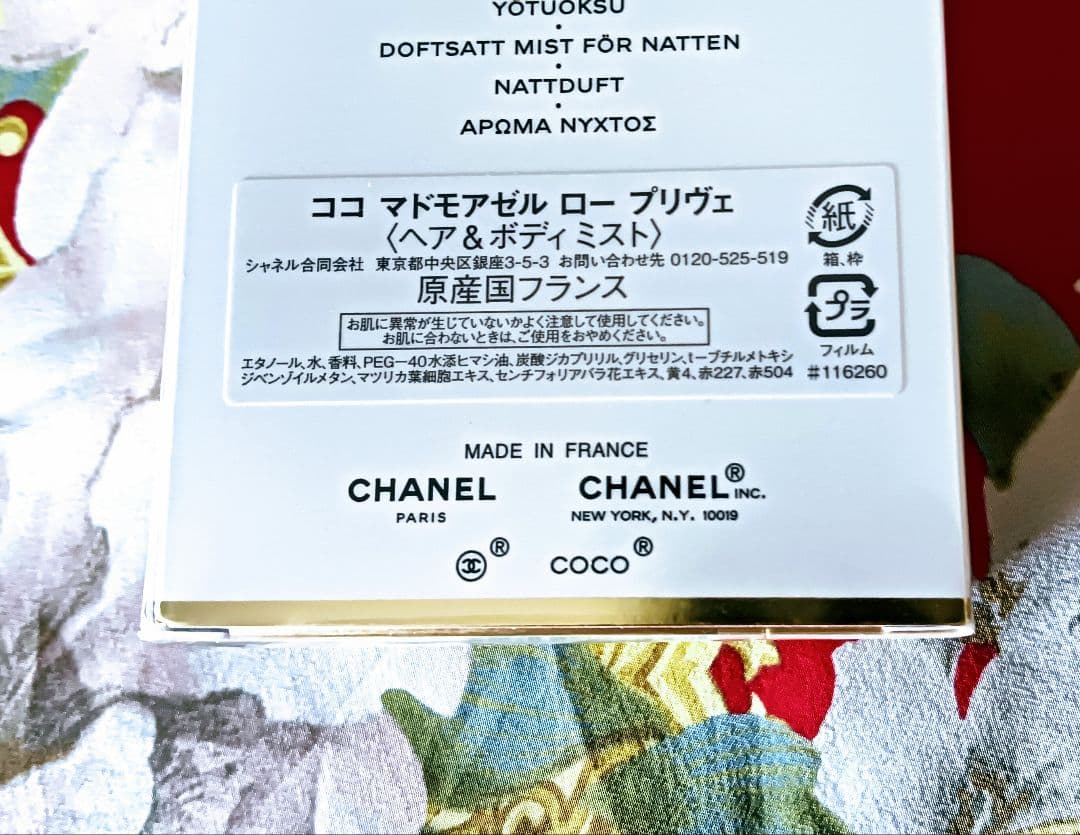 YÖTUOKSU
•
DOFTSATT MIST FÖR NATTEN
•
NATTDUFT
•
ΑΡΩΜΑ ΝΥΧΤΟΣ
ココ マドモアゼル ロー プリヴェ
〈ヘア＆ボディ ミスト〉
シャネル合同会社 東京都中央区銀座3-5-3 お問い合わせ先 0120-525-519
原産国フランス
お肌に異常が生じていないかよく注意して使用してください。
お肌に合わないときは、ご使用をおやめください。
エタノール、水、香料、PEG－40水添ヒマシ油、炭酸ジカプリリル、グリセリン、t－ブチルメトキシ
ジベンゾイルメタン、マツリカ葉細胞エキス、センチフォリアバラ花エキス、黄4、赤227、赤504
紙
箱、枠
プラ
フィルム
#116260
MADE IN FRANCE
CHANEL
PARIS
CHANEL® INC.
NEW YORK, N.Y. 10019
®
COCO®